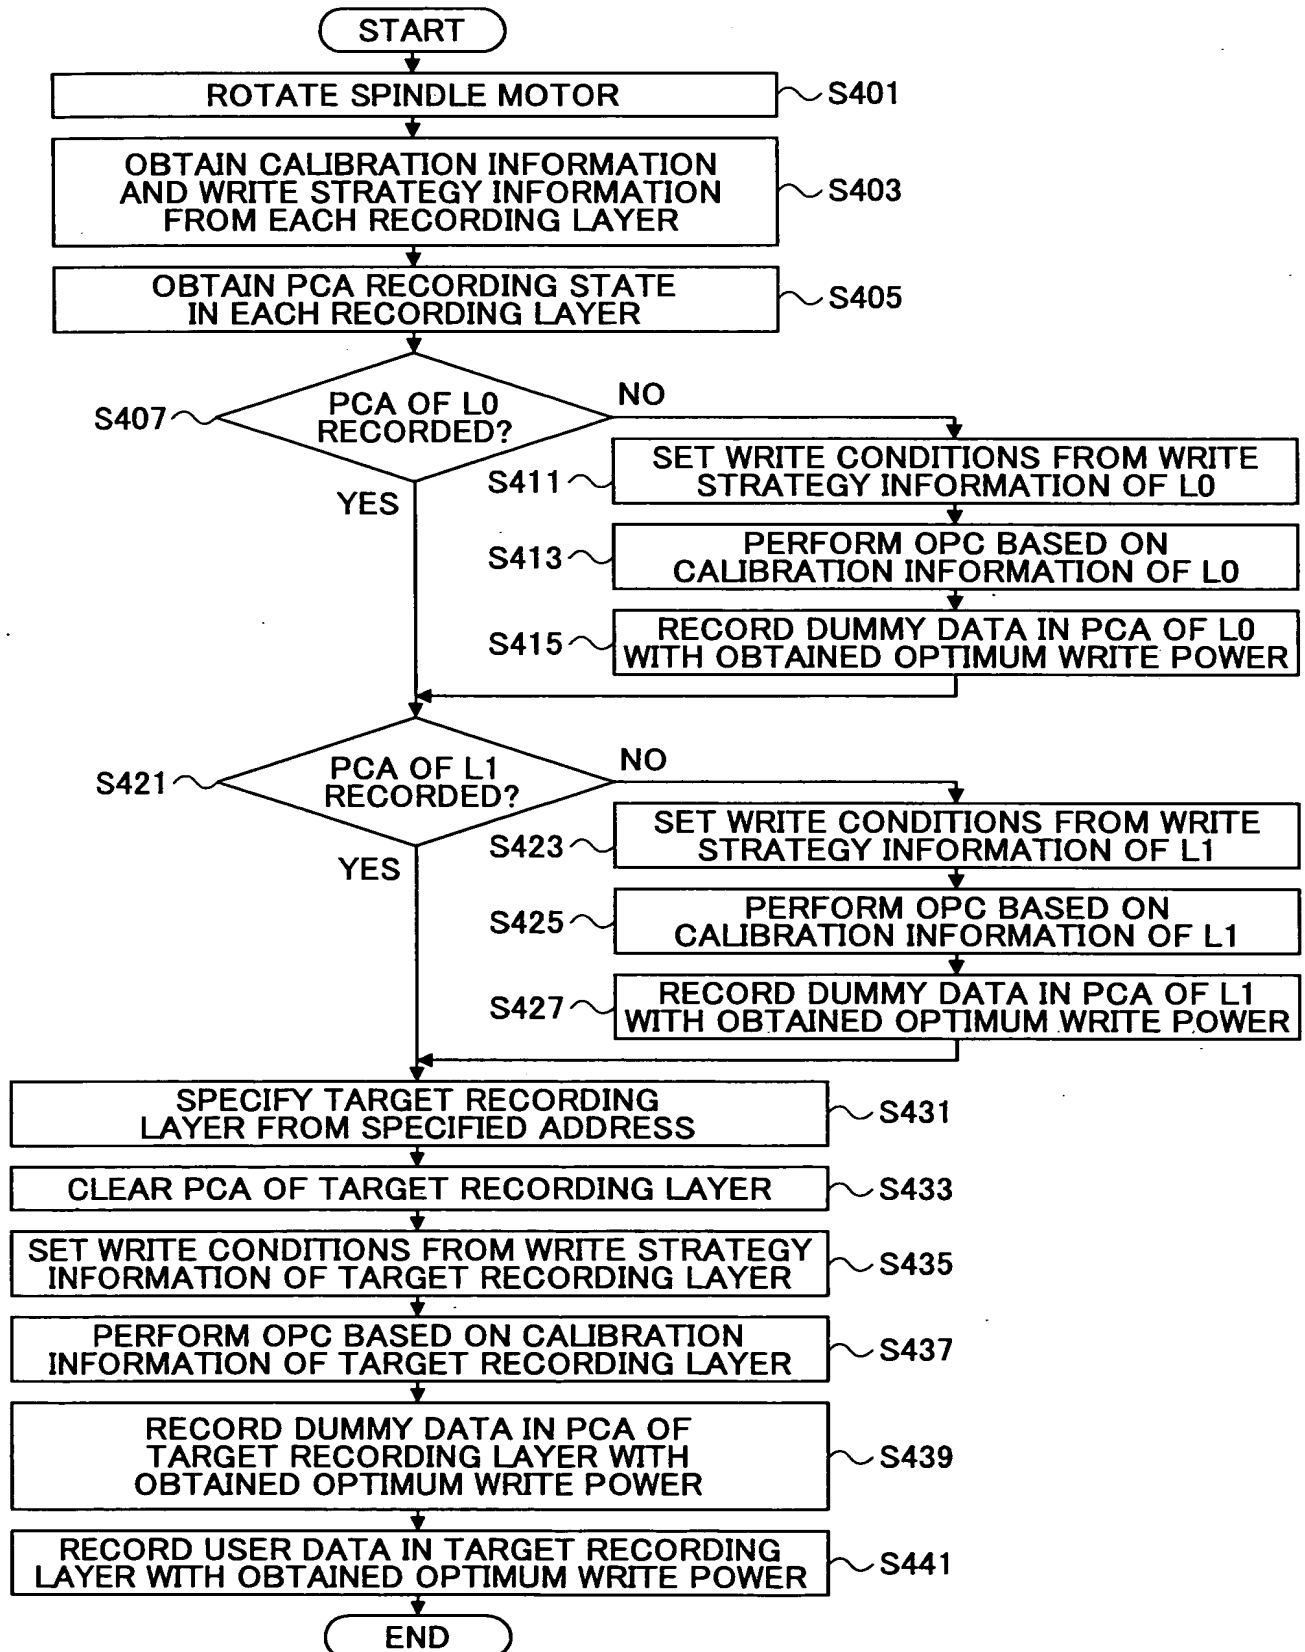 START
ROTATE SPINDLE MOTOR
S401
OBTAIN CALIBRATION INFORMATION
AND WRITE STRATEGY INFORMATION
FROM EACH RECORDING LAYER
S403
OBTAIN PCA RECORDING STATE
IN EACH RECORDING LAYER
S405
S407
PCA OF L0
RECORDED?
NO
YES
S411
SET WRITE CONDITIONS FROM WRITE
STRATEGY INFORMATION OF L0
S413
PERFORM OPC BASED ON
CALIBRATION INFORMATION OF L0
S415
RECORD DUMMY DATA IN PCA OF L0
WITH OBTAINED OPTIMUM WRITE POWER
S421
PCA OF L1
RECORDED?
NO
YES
S423
SET WRITE CONDITIONS FROM WRITE
STRATEGY INFORMATION OF L1
S425
PERFORM OPC BASED ON
CALIBRATION INFORMATION OF L1
S427
RECORD DUMMY DATA IN PCA OF L1
WITH OBTAINED OPTIMUM WRITE POWER
SPECIFY TARGET RECORDING
LAYER FROM SPECIFIED ADDRESS
S431
CLEAR PCA OF TARGET RECORDING LAYER
S433
SET WRITE CONDITIONS FROM WRITE STRATEGY
INFORMATION OF TARGET RECORDING LAYER
S435
PERFORM OPC BASED ON CALIBRATION
INFORMATION OF TARGET RECORDING LAYER
S437
RECORD DUMMY DATA IN PCA OF
TARGET RECORDING LAYER WITH
OBTAINED OPTIMUM WRITE POWER
S439
RECORD USER DATA IN TARGET RECORDING
LAYER WITH OBTAINED OPTIMUM WRITE POWER
S441
END